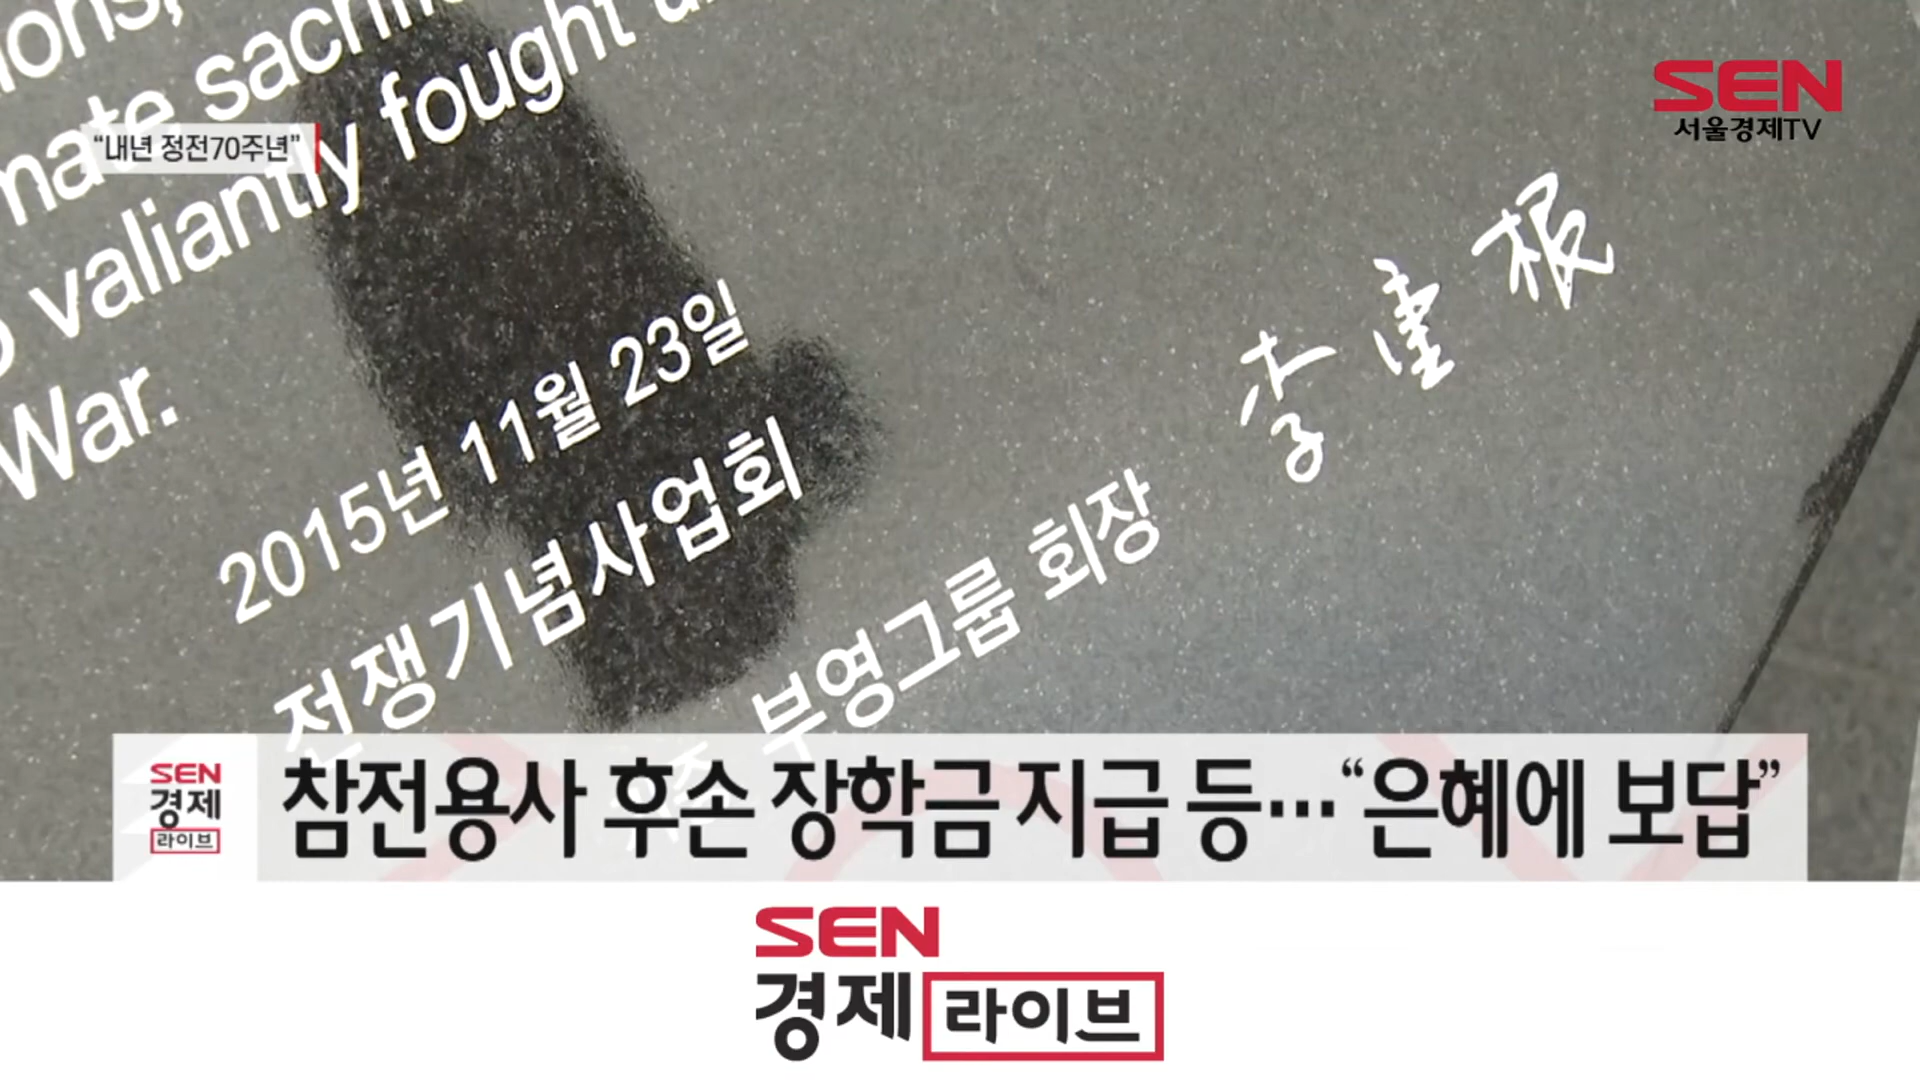 ions,
mate
valiantly fought
War.
2015년 11월 23일
전쟁기념사업회
부영그룹 회장 李重根
“내년 정전70주년”
SEN
서울경제TV
SEN
경제
라이브
참전용사 후손 장학금 지급 등…“은혜에 보답”
SEN
경제 라이브